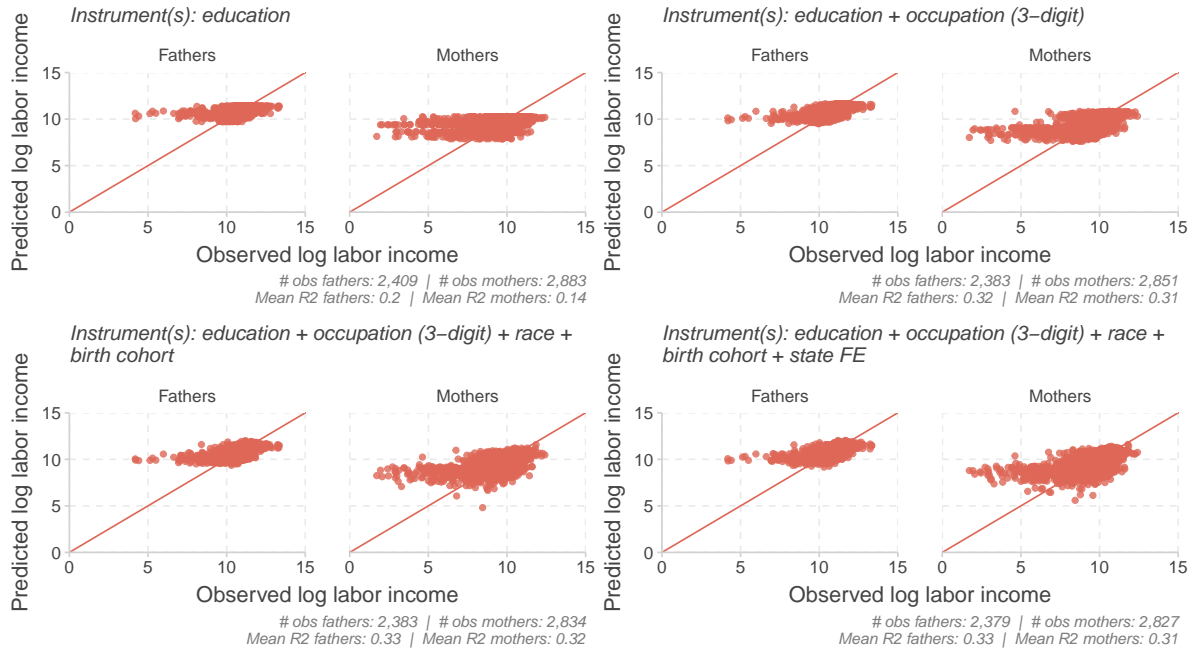 Instrument(s): education
Fathers
Mothers
Predicted log labor income
15
10
5
0
0 5 10 15
0 5 10 15
Observed log labor income
# obs fathers: 2,409 | # obs mothers: 2,883
Mean R2 fathers: 0.2 | Mean R2 mothers: 0.14
Instrument(s): education + occupation (3−digit)
Fathers
Mothers
Predicted log labor income
15
10
5
0
0 5 10 15
0 5 10 15
Observed log labor income
# obs fathers: 2,383 | # obs mothers: 2,851
Mean R2 fathers: 0.32 | Mean R2 mothers: 0.31
Instrument(s): education + occupation (3−digit) + race +
birth cohort
Fathers
Mothers
Predicted log labor income
15
10
5
0
0 5 10 15
0 5 10 15
Observed log labor income
# obs fathers: 2,383 | # obs mothers: 2,834
Mean R2 fathers: 0.33 | Mean R2 mothers: 0.32
Instrument(s): education + occupation (3−digit) + race +
birth cohort + state FE
Fathers
Mothers
Predicted log labor income
15
10
5
0
0 5 10 15
0 5 10 15
Observed log labor income
# obs fathers: 2,379 | # obs mothers: 2,827
Mean R2 fathers: 0.33 | Mean R2 mothers: 0.31